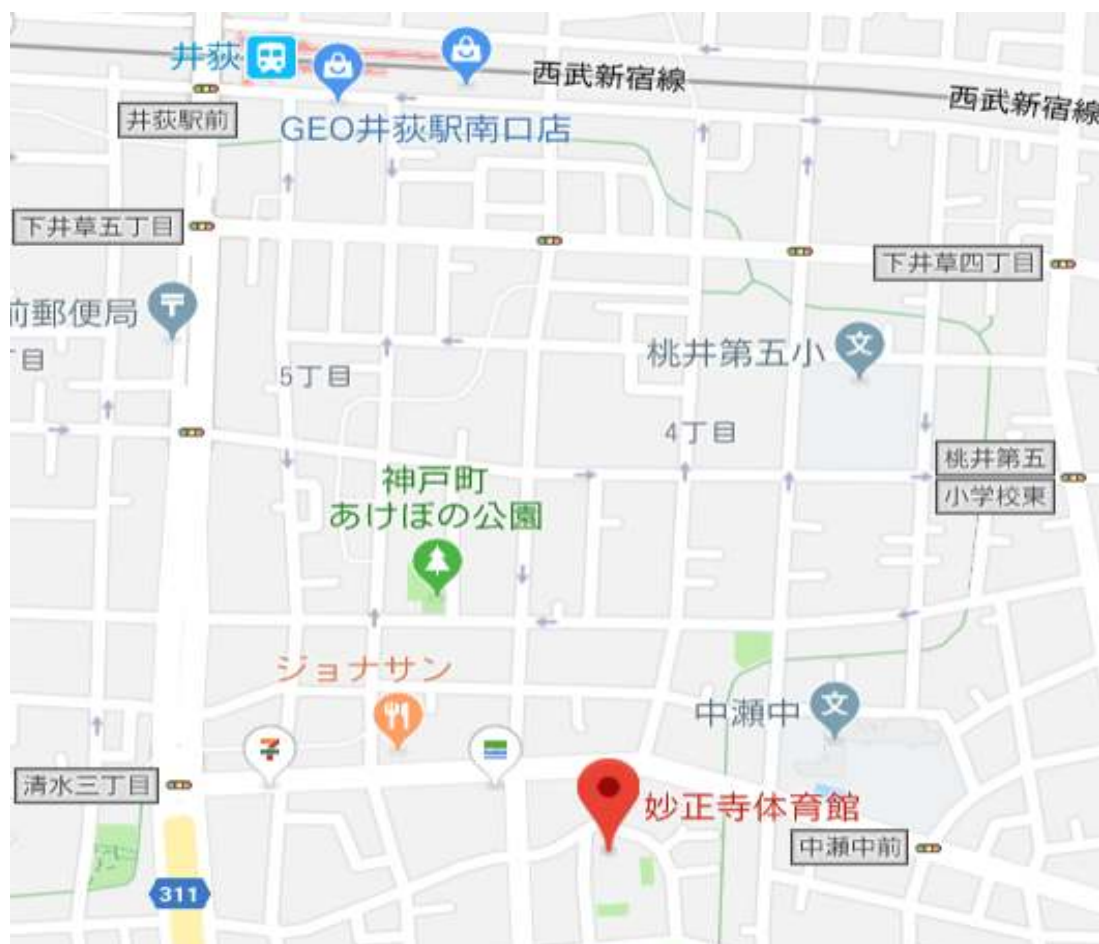 井荻
西武新宿線
西武新宿線
井荻駅前
GEO井荻駅南口店
下井草五丁目
下井草四丁目
前郵便局
丁目
桃井第五小
文
5丁目
4丁目
桃井第五
小学校東
神戸町
あけぼの公園
ジョナサン
中瀬中
文
7
清水三丁目
妙正寺体育館
中瀬中前
311